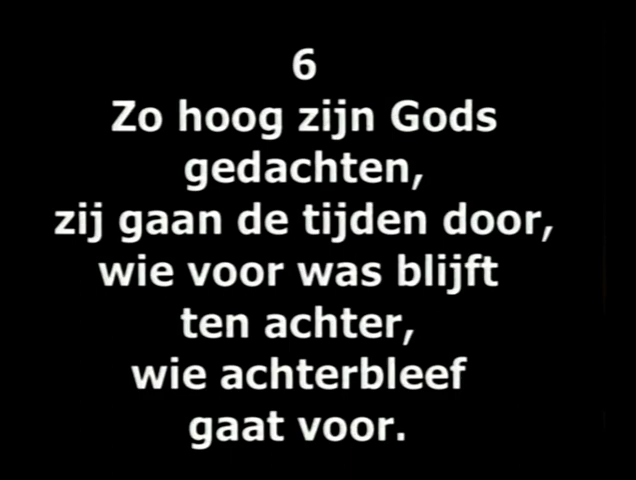 6
Zo hoog zijn Gods
gedachten,
zij gaan de tijden door,
wie voor was blijft
ten achter,
wie achterbleef
gaat voor.